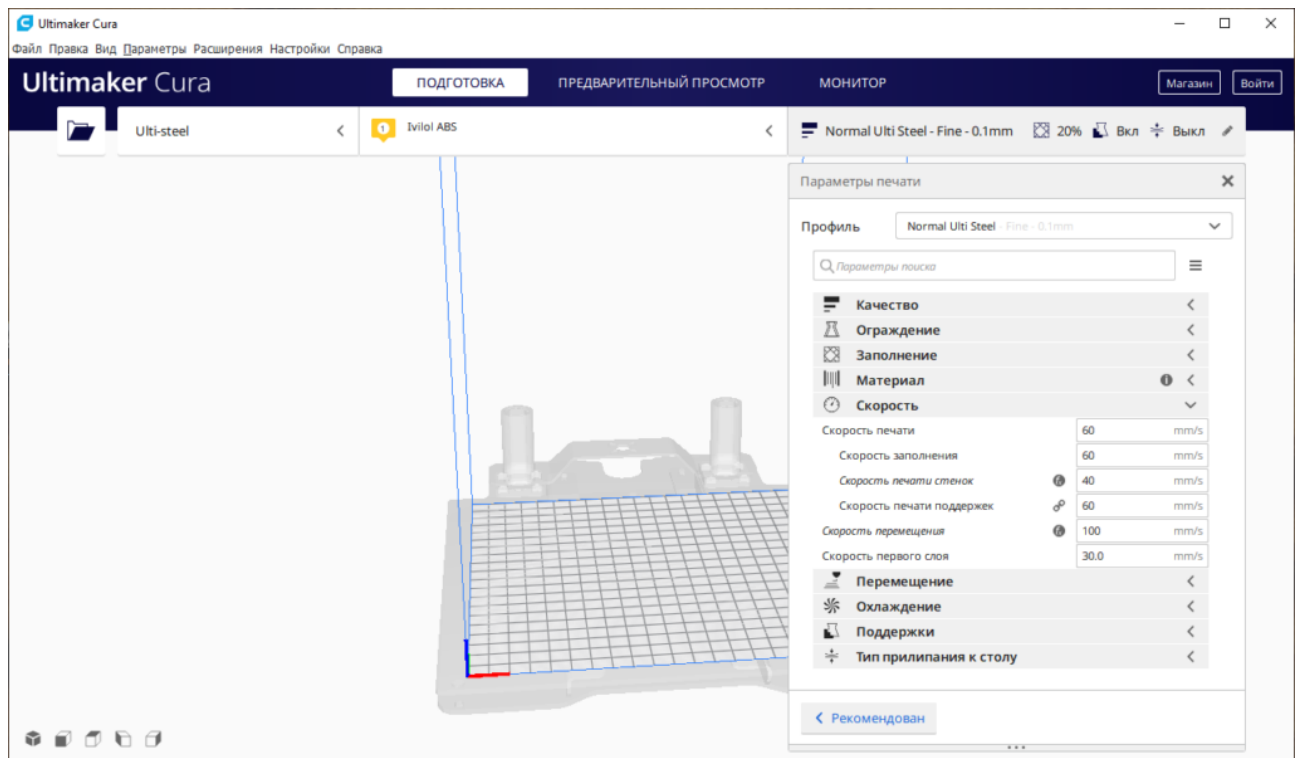 Ultimaker Cura
Файл Правка Вид Параметры Расширения Настройки Справка
Ultimaker Cura ПОДГОТОВКА ПРЕДВАРИТЕЛЬНЫЙ ПРОСМОТР МОНИТОР Магазин Войти
Ulti-steel 1 Ivilol ABS Normal Ulti Steel - Fine - 0.1mm 20% Вкл Выкл
Параметры печати
Профиль Normal Ulti Steel - Fine - 0.1mm
Параметры поиска
Качество
Ограждение
Заполнение
Материал
Скорость
Скорость печати 60 mm/s
Скорость заполнения 60 mm/s
Скорость печати стенок 40 mm/s
Скорость печати поддержек 60 mm/s
Скорость перемещения 100 mm/s
Скорость первого слоя 30.0 mm/s
Перемещение
Охлаждение
Поддержки
Тип прилипания к столу
Рекомендован